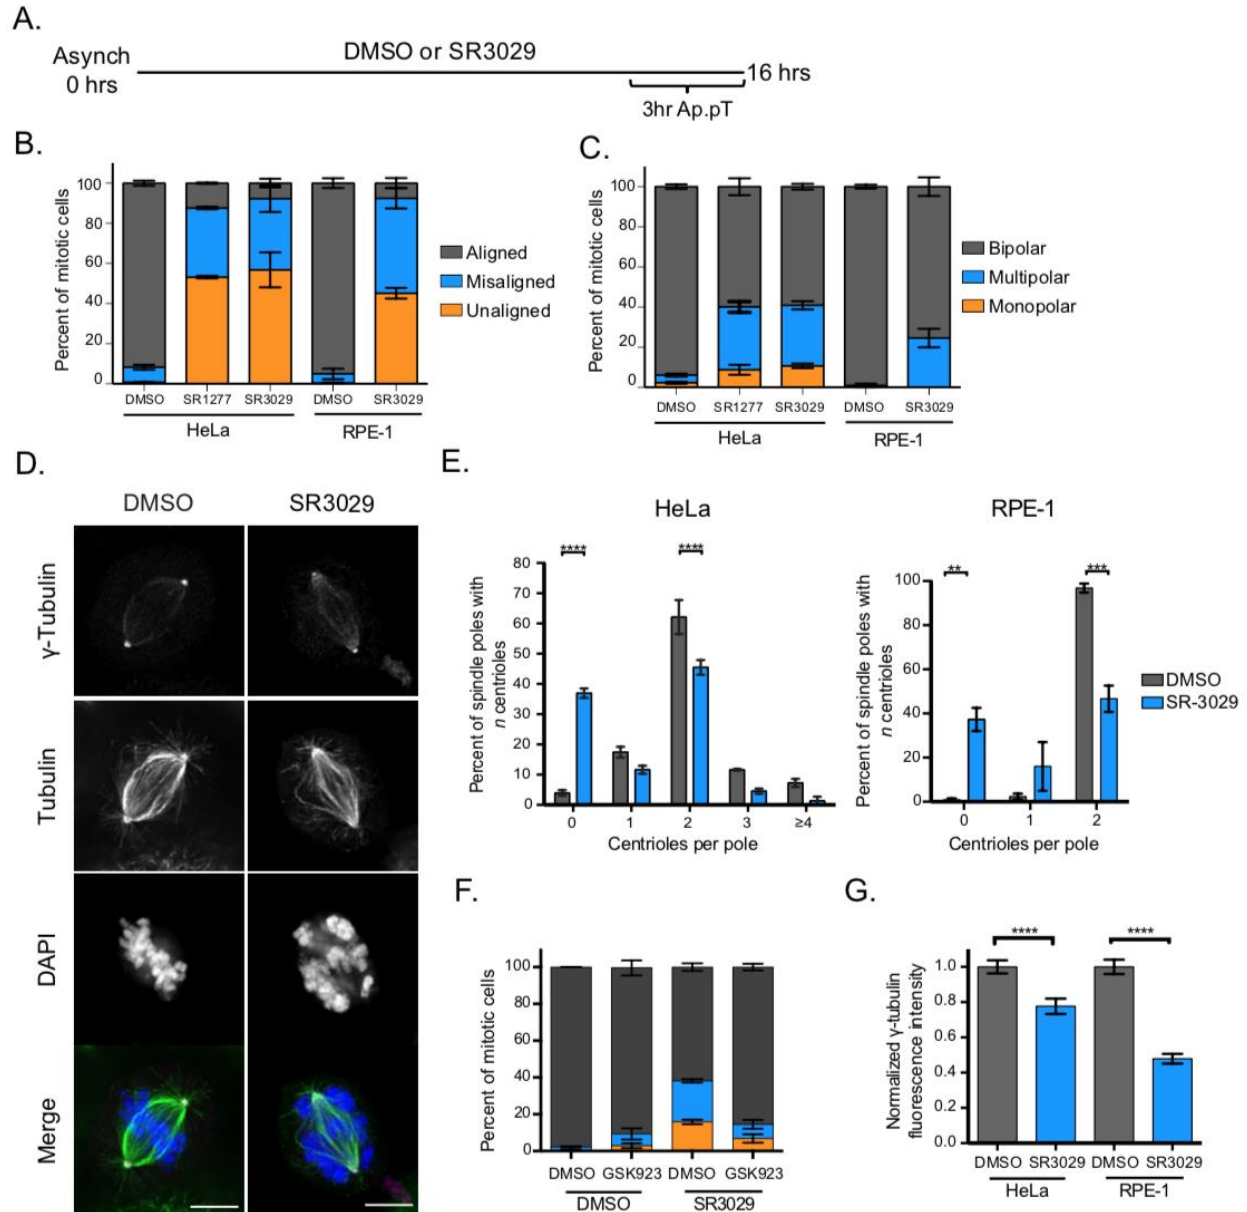 A.
Asynch
0 hrs
DMSO or SR3029
16 hrs
3hr Ap.pT
B.
Percent of mitotic cells
100
80
60
40
20
0
DMSO SR1277 SR3029 DMSO SR3029
HeLa RPE-1
Aligned
Misaligned
Unaligned
C.
Percent of mitotic cells
100
80
60
40
20
0
DMSO SR1277 SR3029 DMSO SR3029
HeLa RPE-1
Bipolar
Multipolar
Monopolar
D.
DMSO SR3029
γ-Tubulin
Tubulin
DAPI
Merge
E.
HeLa
Percent of spindle poles with
n centrioles
80
70
60
50
40
30
20
10
0
**** ****
0 1 2 3 ≥4
Centrioles per pole
RPE-1
Percent of spindle poles with
n centrioles
100
80
60
40
20
0
** ***
0 1 2
Centrioles per pole
DMSO
SR-3029
F.
Percent of mitotic cells
100
80
60
40
20
0
DMSO GSK923 DMSO GSK923
DMSO SR3029
G.
Normalized γ-tubulin
fluorescence intensity
1.0
0.8
0.6
0.4
0.2
0.0
**** ****
DMSO SR3029 DMSO SR3029
HeLa RPE-1